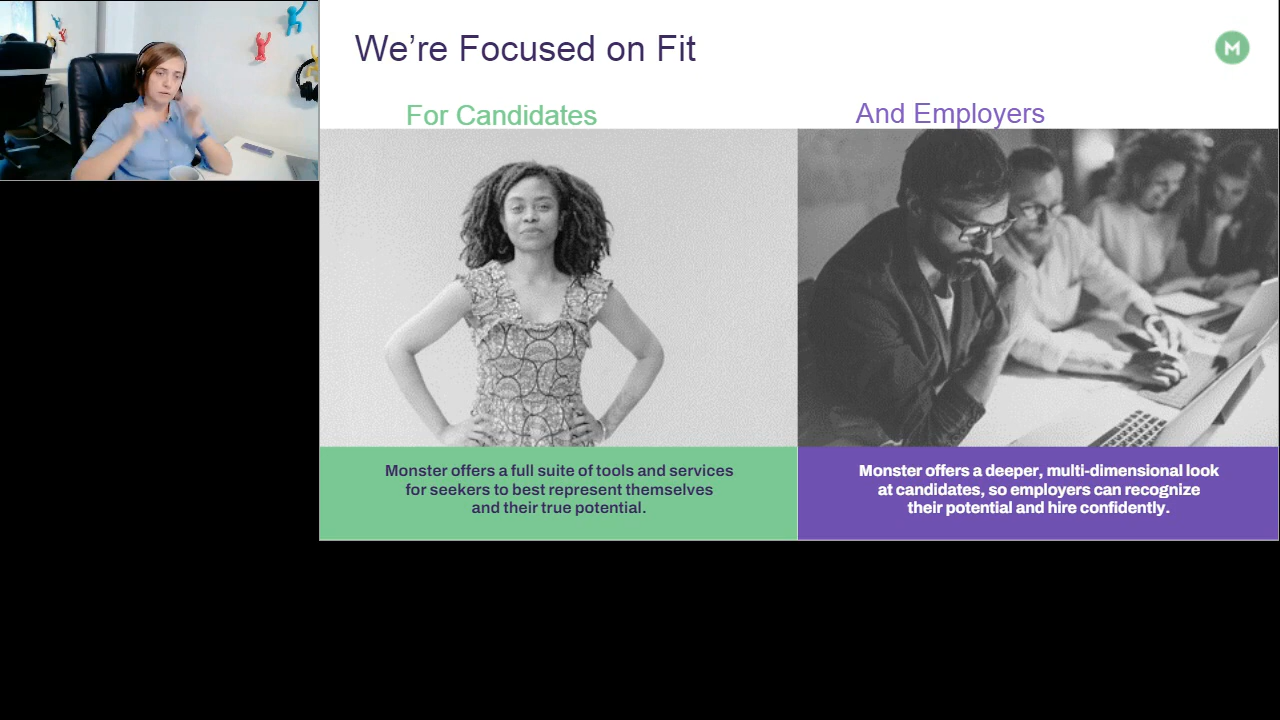 We’re Focused on Fit
M
For Candidates
And Employers
Monster offers a full suite of tools and services
for seekers to best represent themselves
and their true potential.
Monster offers a deeper, multi-dimensional look
at candidates, so employers can recognize
their potential and hire confidently.